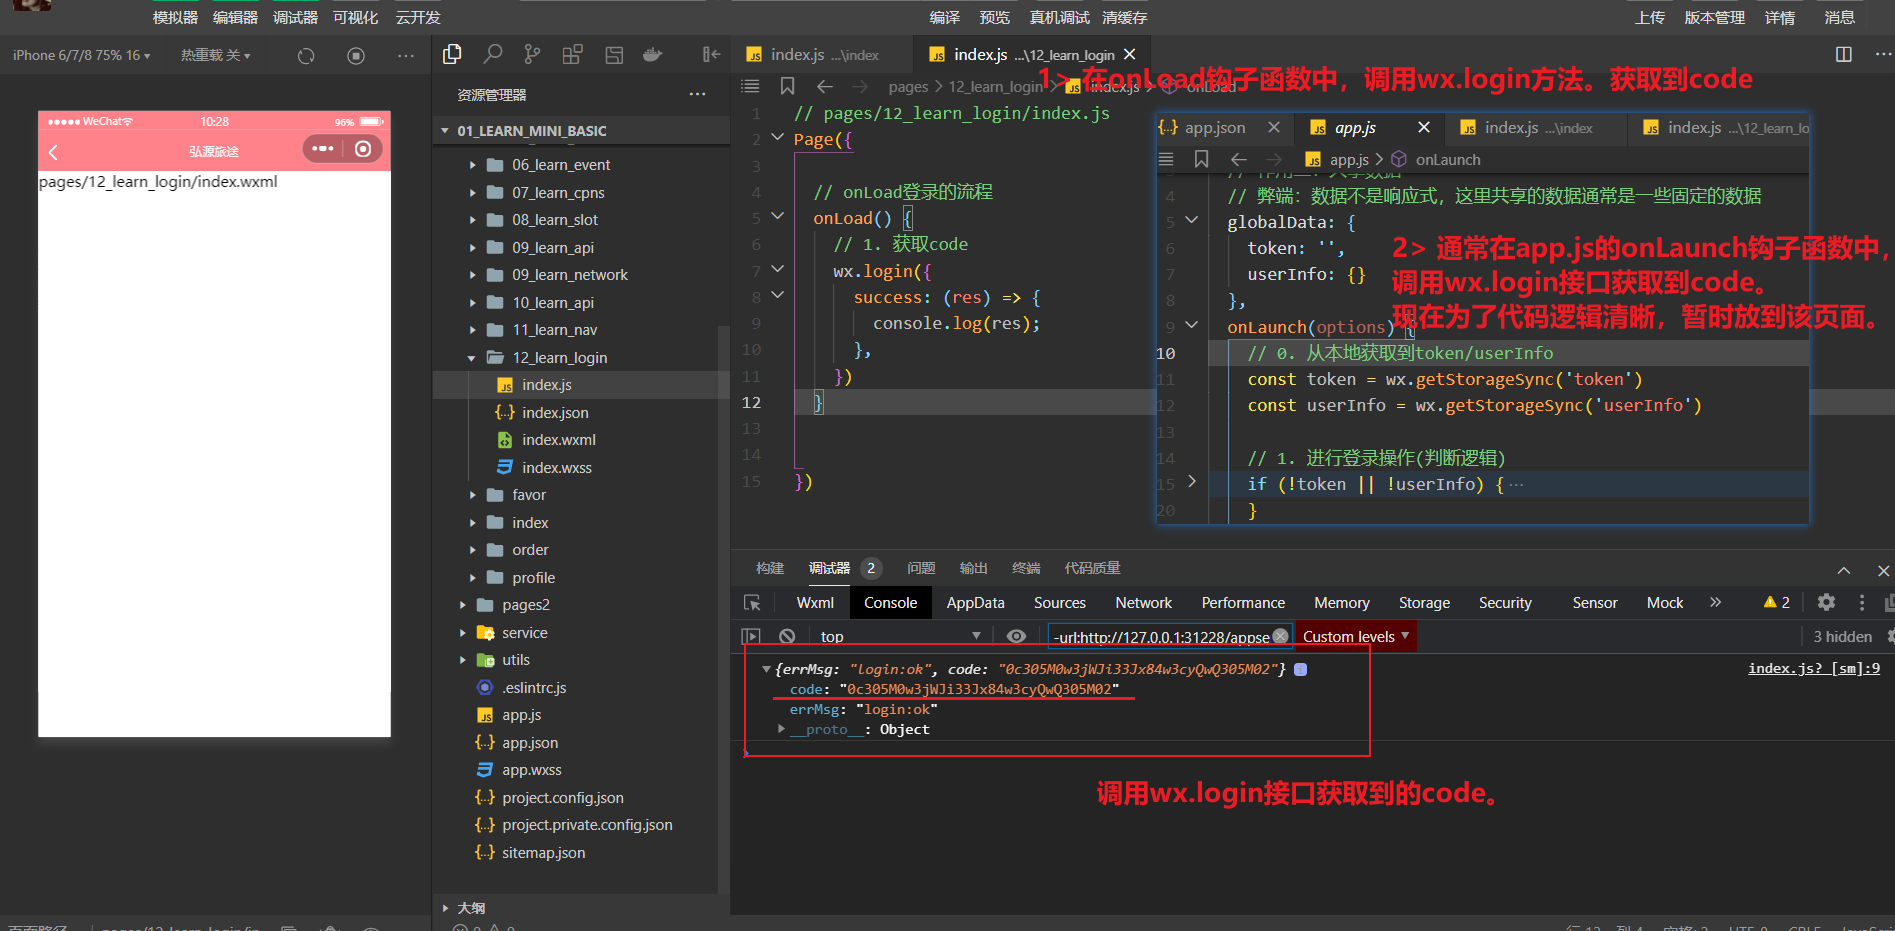 模拟器 编辑器 调试器 可视化 云开发
编译 预览 真机调试 清缓存
上传 版本管理 详情 消息
iPhone 6/7/8 75% 16
热重载 关
WeChat
10:28
96%
弘源旅途
pages/12_learn_login/index.wxml
资源管理器
01_LEARN_MINI_BASIC
06_learn_event
07_learn_cpns
08_learn_slot
09_learn_api
09_learn_network
10_learn_api
11_learn_nav
12_learn_login
index.js
index.json
index.wxml
index.wxss
favor
index
order
profile
pages2
service
utils
.eslintrc.js
app.js
app.json
app.wxss
project.config.json
project.private.config.json
sitemap.json
大纲
index.js ...\index
index.js ...\12_learn_login
pages > 12_learn_login > index.js > onLoad
1> 在onLoad钩子函数中，调用wx.login方法。获取到code
1 // pages/12_learn_login/index.js
2 Page({
3
4 // onLoad登录的流程
5 onLoad() {
6 // 1. 获取code
7 wx.login({
8 success: (res) => {
9 console.log(res);
10 },
11 })
12 }
13
14
15 })
app.json
app.js
index.js ...\index
index.js ...\12_learn_lo
app.js > onLaunch
4 // 弊端：数据不是响应式，这里共享的数据通常是一些固定的数据
5 globalData: {
6 token: '',
7 userInfo: {}
8 },
9 onLaunch(options) {
10 // 0. 从本地获取到token/userInfo
11 const token = wx.getStorageSync('token')
12 const userInfo = wx.getStorageSync('userInfo')
13
14 // 1. 进行登录操作(判断逻辑)
15 if (!token || !userInfo) { ...
20 }
2> 通常在app.js的onLaunch钩子函数中，
调用wx.login接口获取到code。
现在为了代码逻辑清晰，暂时放到该页面。
构建 调试器 2 问题 输出 终端 代码质量
Wxml Console AppData Sources Network Performance Memory Storage Security Sensor Mock 2
top
-url:http://127.0.0.1:31228/appse
Custom levels
3 hidden
{errMsg: "login:ok", code: "0c305M0w3jWJi33Jx84w3cyQwQ305M02"}
index.js? [sm]:9
code: "0c305M0w3jWJi33Jx84w3cyQwQ305M02"
errMsg: "login:ok"
__proto__: Object
调用wx.login接口获取到的code。